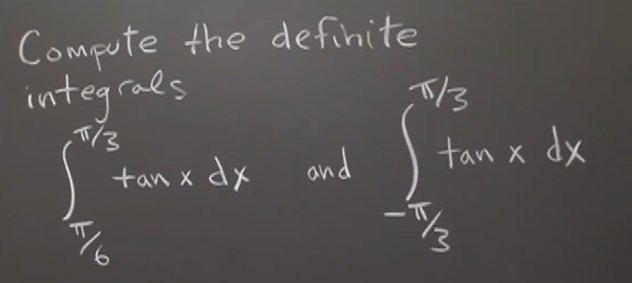 Compute the definite
integrals
∫_{π/6}^{π/3} tan x dx and ∫_{-π/3}^{π/3} tan x dx